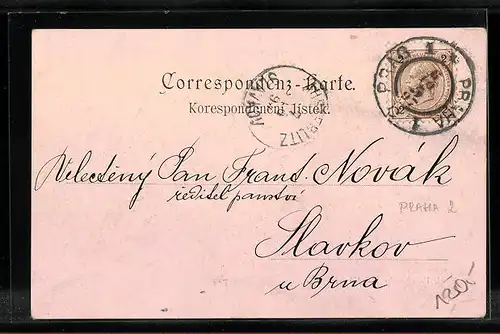 Correspondenz-Karte.
Korespondenční lístek.
PRAG 1 * PRAHA 1
AUSTERLITZ
Velectěný Pan Frant. Novák
ředitel panství
PRAHA 2
Slavkov
u Brna
120,-